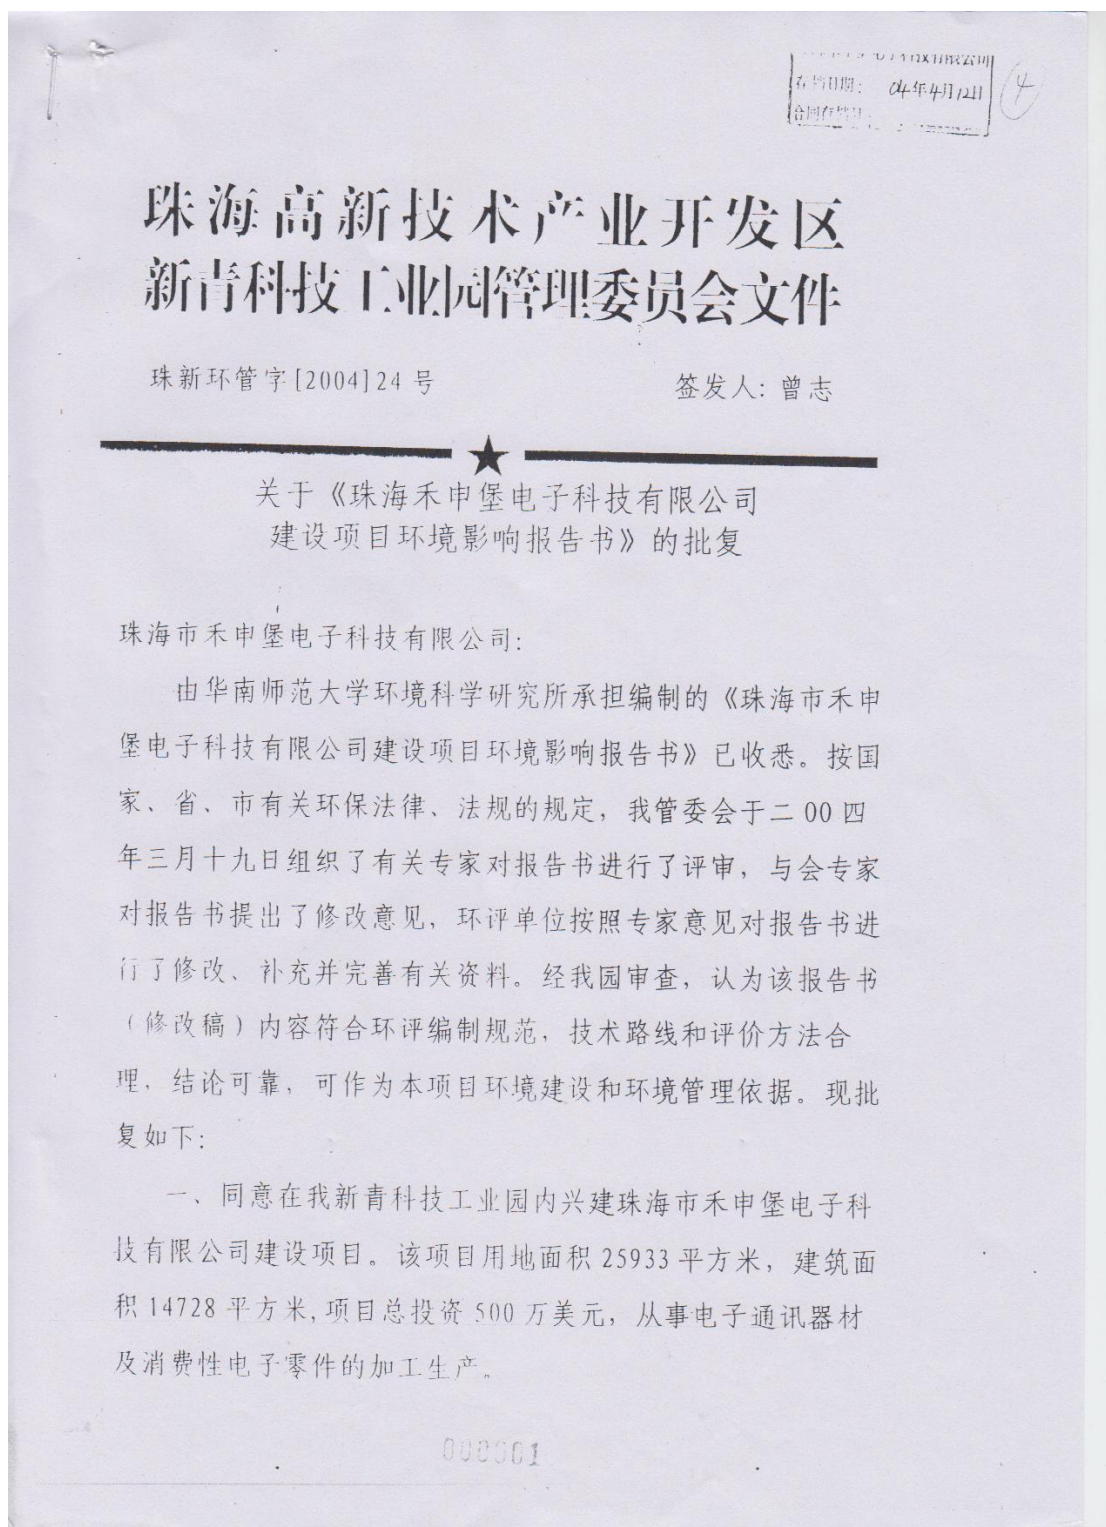 电子科技有限公司
存档日期：04年4月12日
合同存档
4
珠海高新技术产业开发区
新青科技工业园管理委员会文件
珠新环管字[2004]24号 签发人：曾志
关于《珠海禾申堡电子科技有限公司
建设项目环境影响报告书》的批复
珠海市禾申堡电子科技有限公司：
由华南师范大学环境科学研究所承担编制的《珠海市禾申
堡电子科技有限公司建设项目环境影响报告书》已收悉。按国
家、省、市有关环保法律、法规的规定，我管委会于二00四
年三月十九日组织了有关专家对报告书进行了评审，与会专家
对报告书提出了修改意见，环评单位按照专家意见对报告书进
行了修改、补充并完善有关资料。经我园审查，认为该报告书
（修改稿）内容符合环评编制规范，技术路线和评价方法合
理，结论可靠，可作为本项目环境建设和环境管理依据。现批
复如下：
一、同意在我新青科技工业园内兴建珠海市禾申堡电子科
技有限公司建设项目。该项目用地面积25933平方米，建筑面
积14728平方米,项目总投资500万美元，从事电子通讯器材
及消费性电子零件的加工生产。
000001